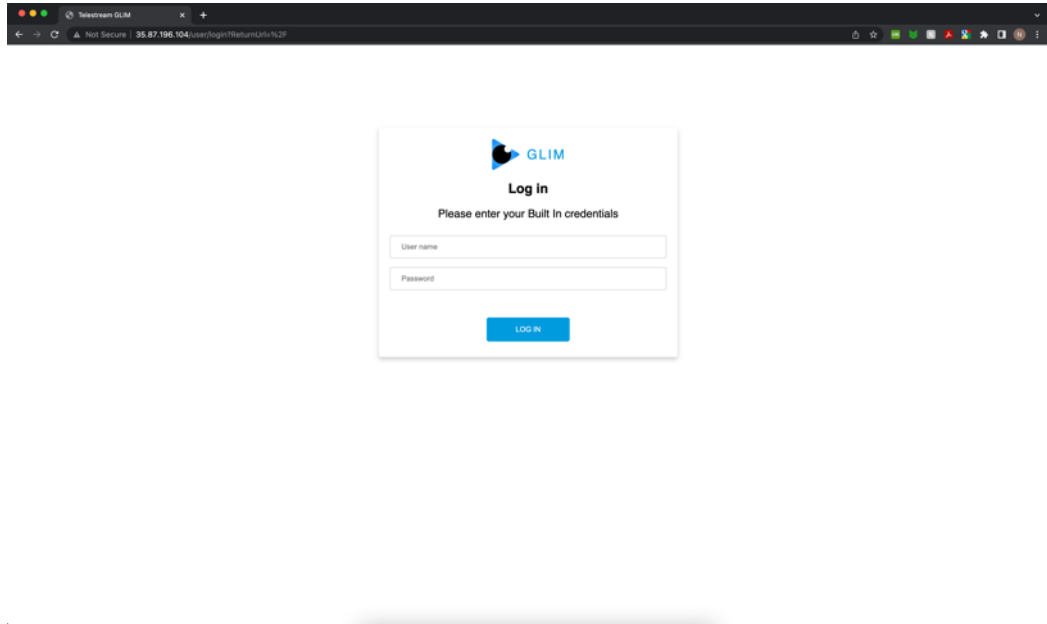 Telestream GLIM
Not Secure | 35.87.196.104/user/login?ReturnUrl=%2F
GLIM
Log in
Please enter your Built In credentials
User name
Password
LOG IN